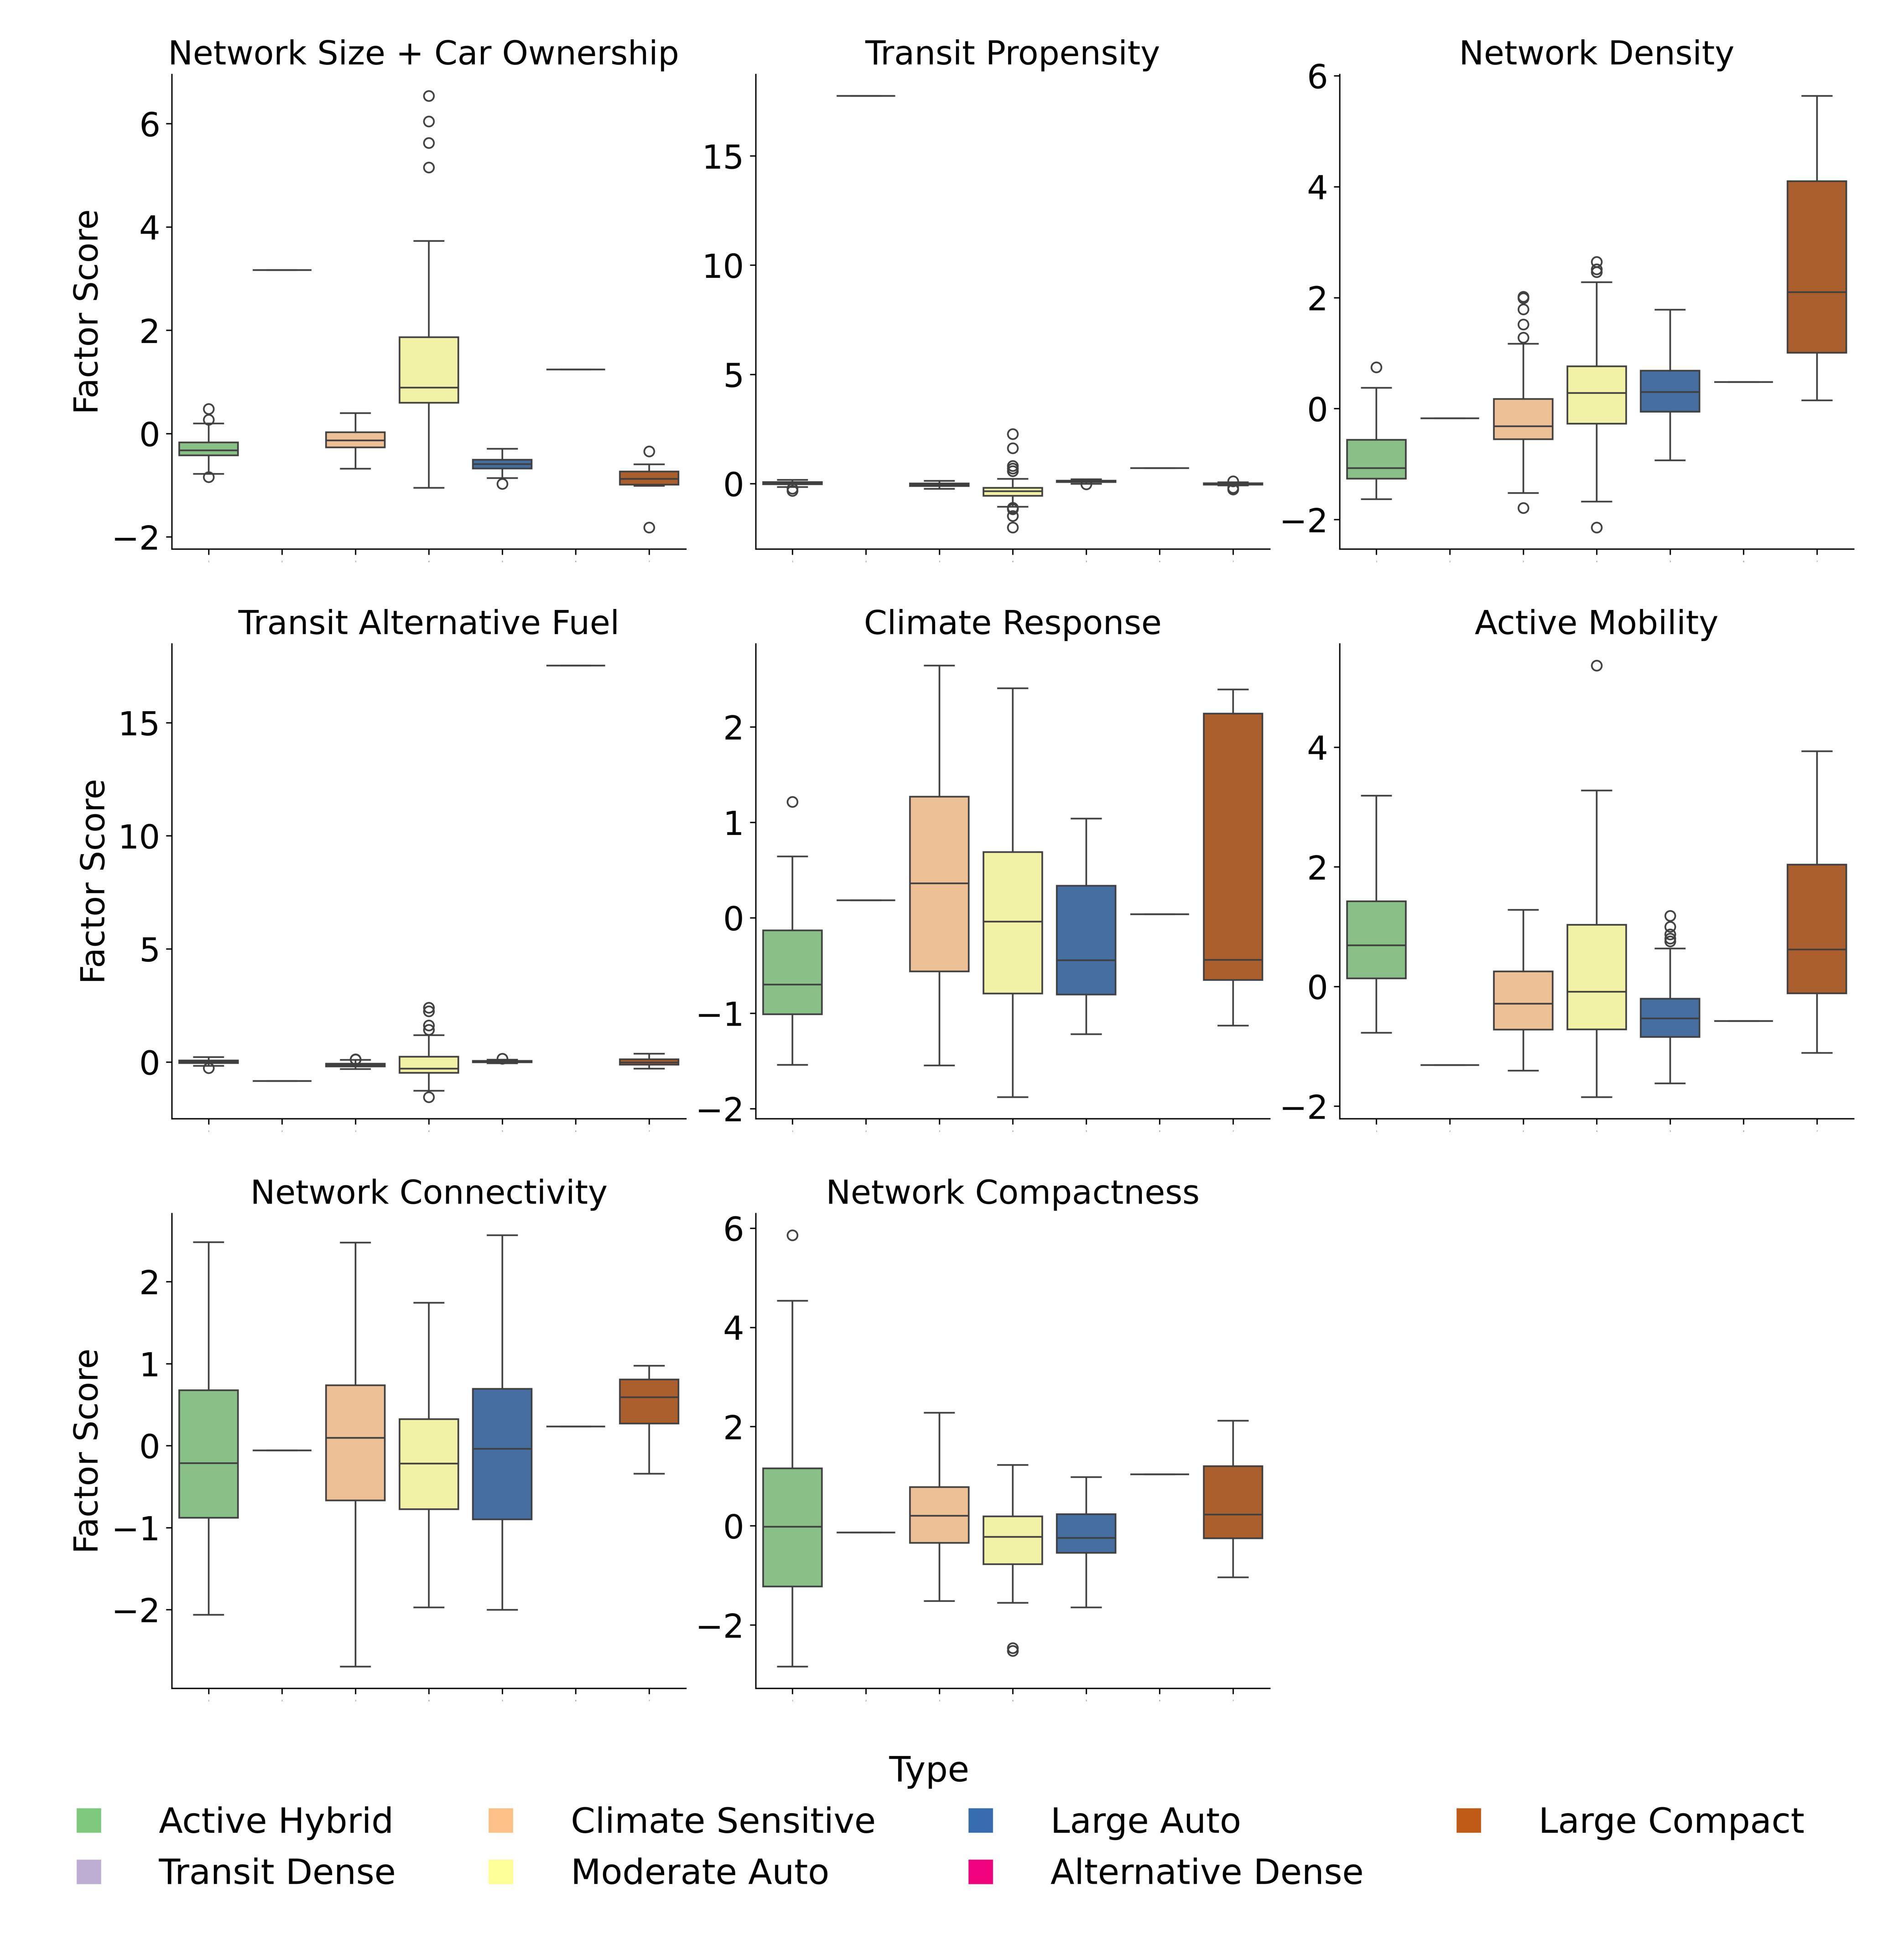 Network Size + Car Ownership
Transit Propensity
Network Density
Factor Score
6
4
2
0
−2
15
10
5
0
6
4
2
0
−2
Transit Alternative Fuel
Climate Response
Active Mobility
Factor Score
15
10
5
0
2
1
0
−1
−2
4
2
0
−2
Network Connectivity
Network Compactness
Factor Score
2
1
0
−1
−2
6
4
2
0
−2
Type
Active Hybrid
Climate Sensitive
Large Auto
Large Compact
Transit Dense
Moderate Auto
Alternative Dense